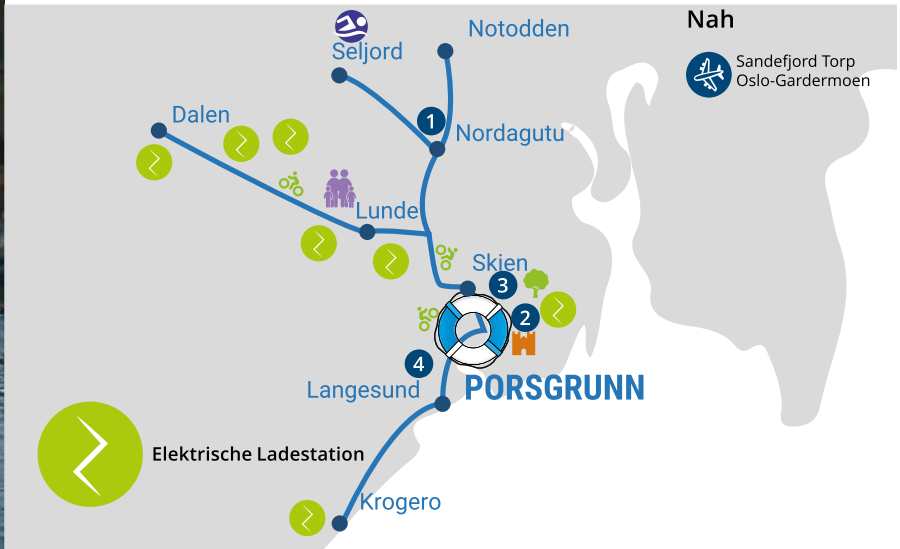 Nah
Sandefjord Torp
Oslo-Gardermoen
Notodden
Seljord
Dalen
1
Nordagutu
Lunde
Skien
3
2
4
PORSGRUNN
Langesund
Elektrische Ladestation
Krogero